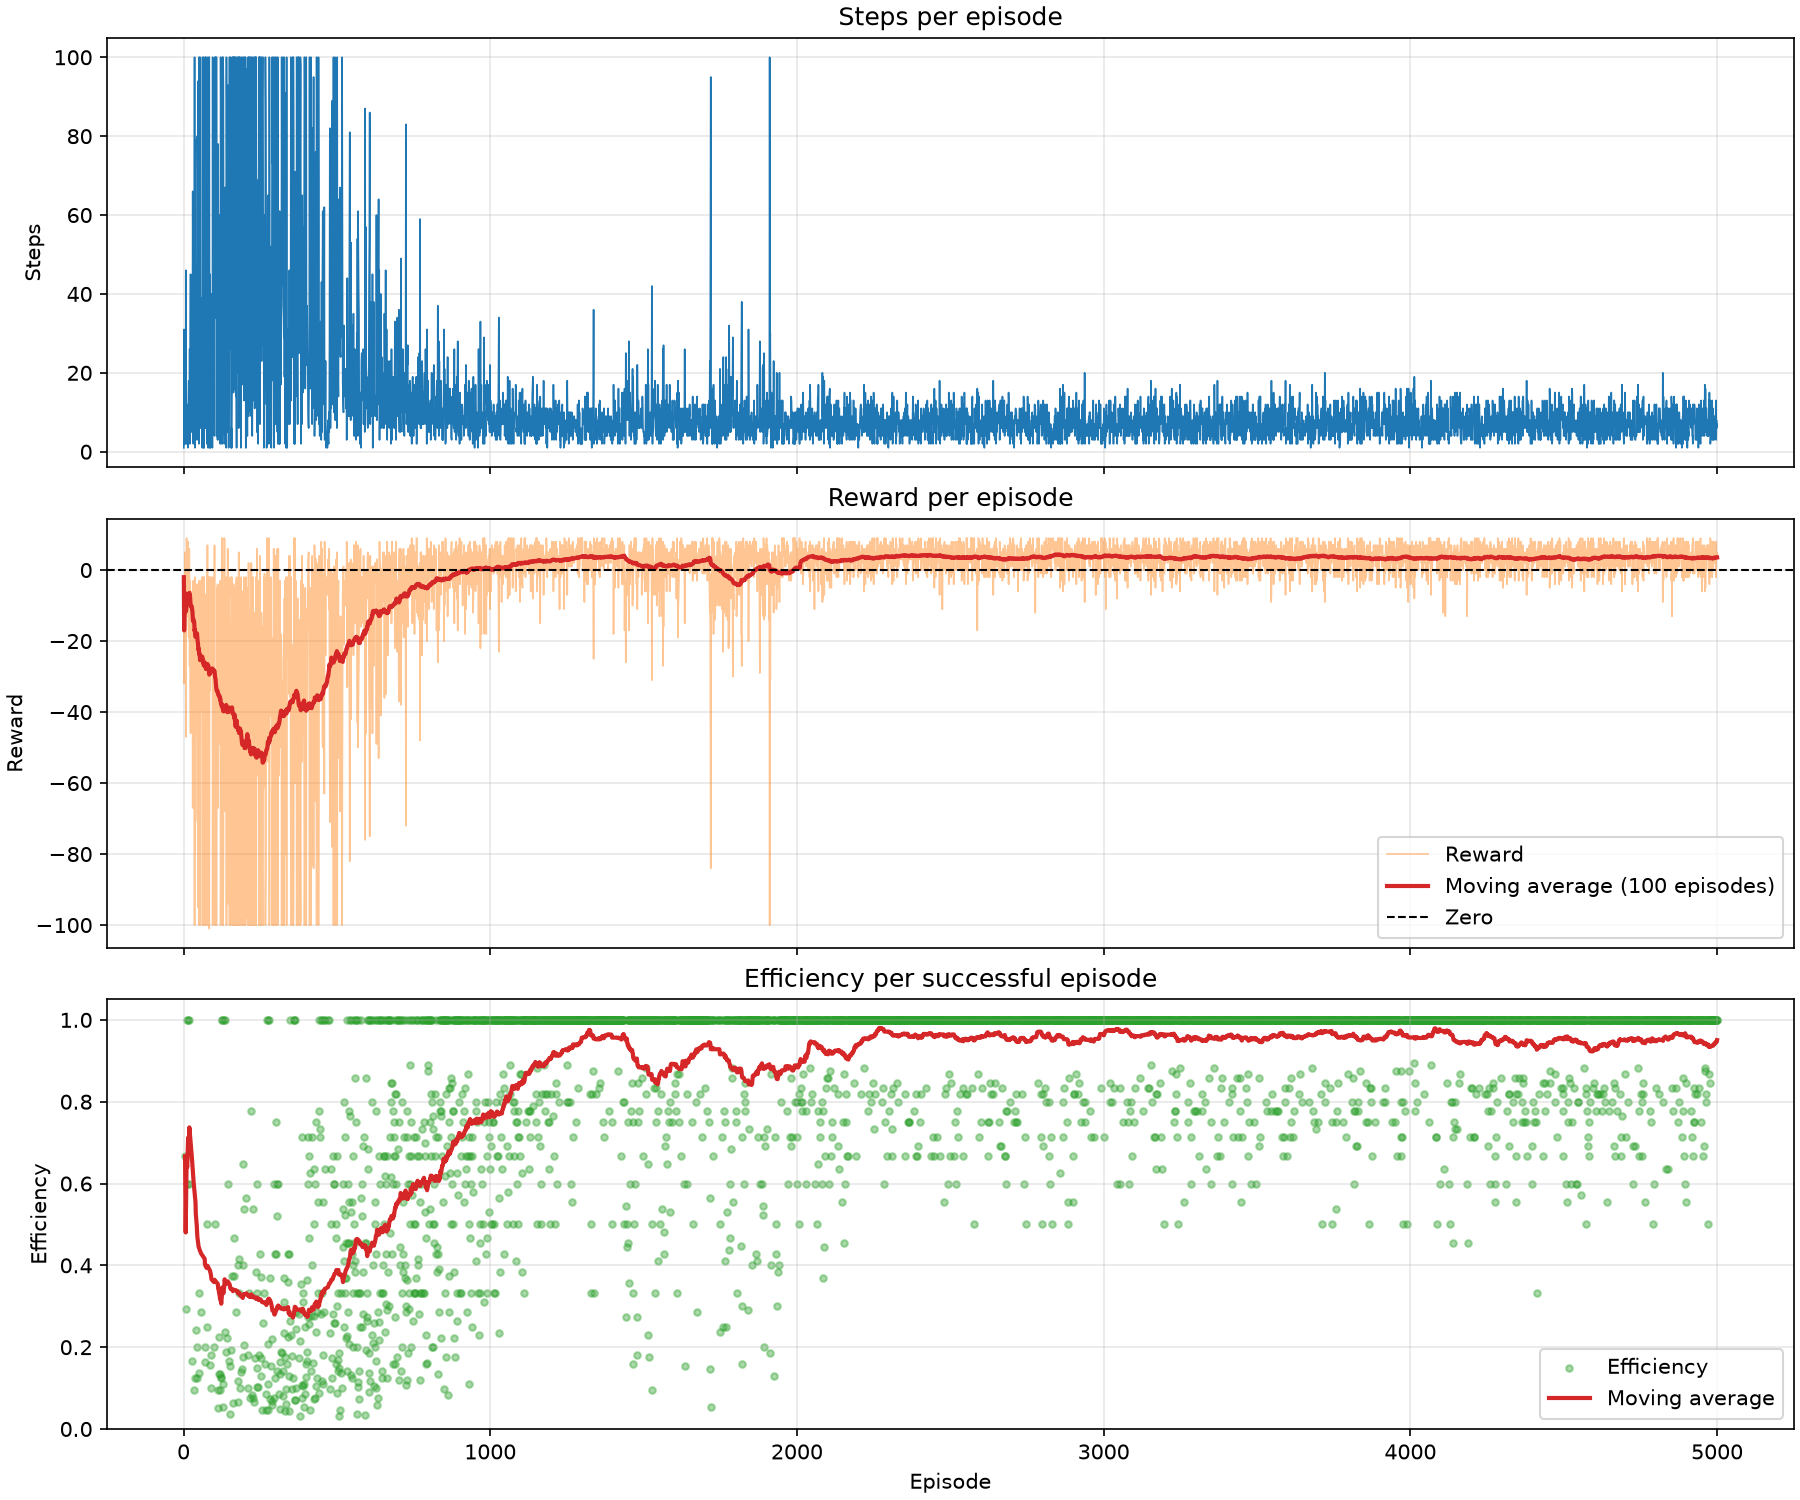 Steps per episode
100
80
60
40
20
0
Steps
Reward per episode
0
−20
−40
−60
−80
−100
Reward
Reward
Moving average (100 episodes)
Zero
Efficiency per successful episode
1.0
0.8
0.6
0.4
0.2
0.0
Efficiency
Efficiency
Moving average
0 1000 2000 3000 4000 5000
Episode